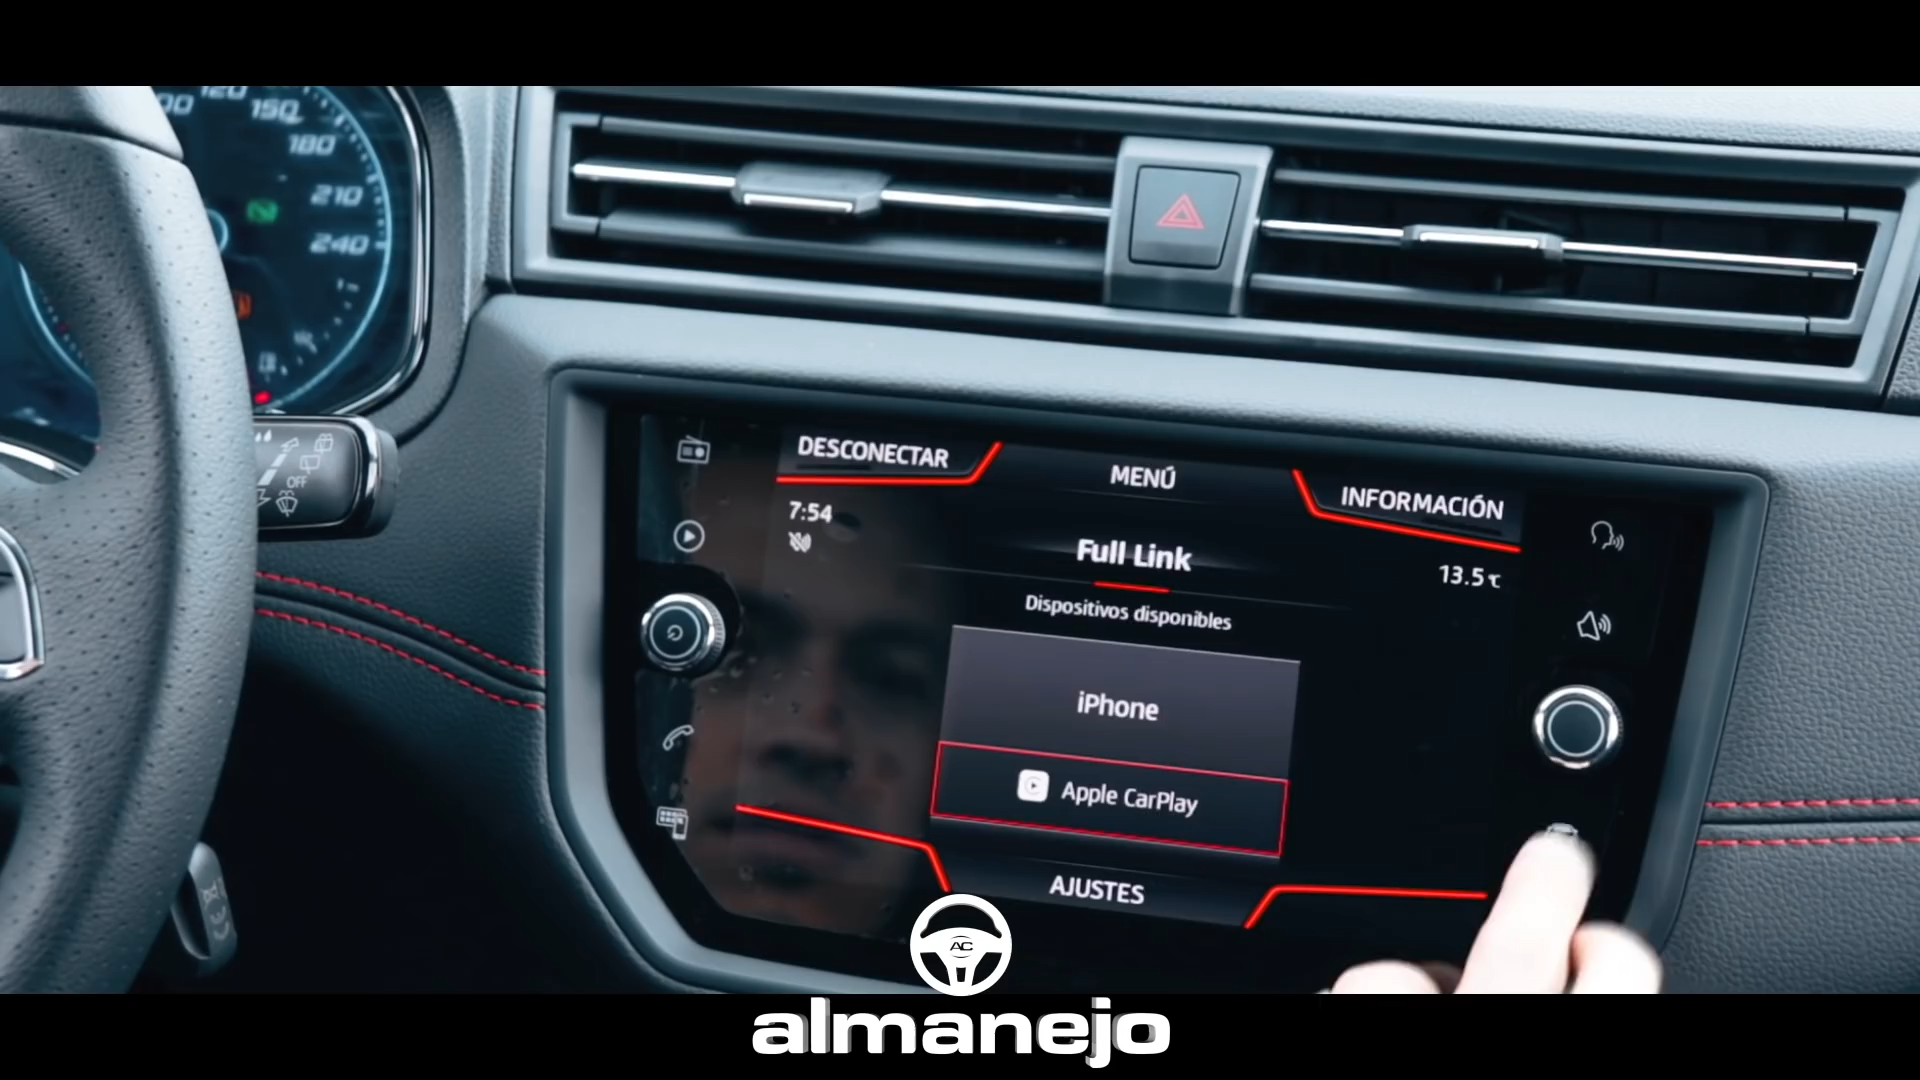 120
150
180
210
240
OFF
DESCONECTAR
MENÚ
INFORMACIÓN
7:54
Full Link
13.5℃
Dispositivos disponibles
iPhone
Apple CarPlay
AJUSTES
AC
almanejo